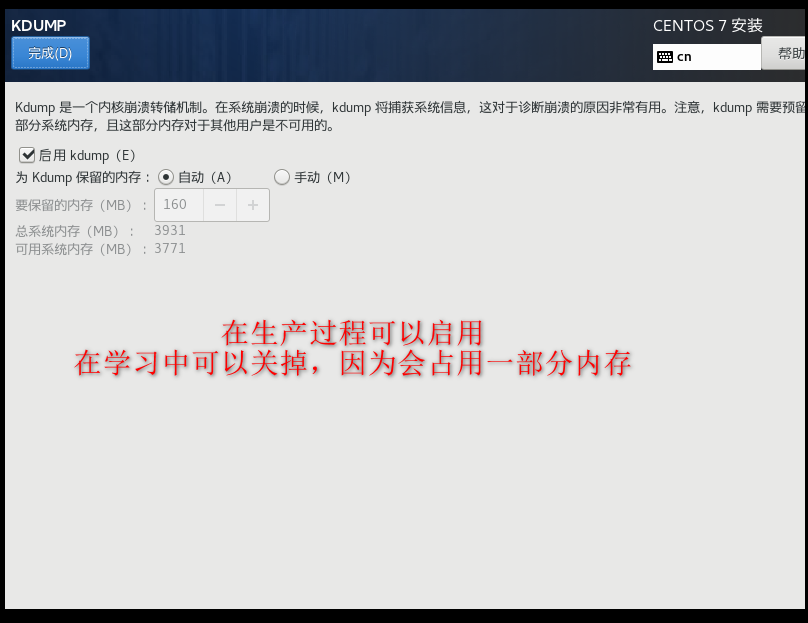 KDUMP
CENTOS 7 安装
完成(D)
cn
帮助
Kdump 是一个内核崩溃转储机制。在系统崩溃的时候，kdump 将捕获系统信息，这对于诊断崩溃的原因非常有用。注意，kdump 需要预留
部分系统内存，且这部分内存对于其他用户是不可用的。
启用 kdump（E）
为 Kdump 保留的内存： 自动（A） 手动（M）
要保留的内存（MB）： 160 − +
总系统内存（MB）： 3931
可用系统内存（MB）： 3771
在生产过程可以启用
在学习中可以关掉，因为会占用一部分内存